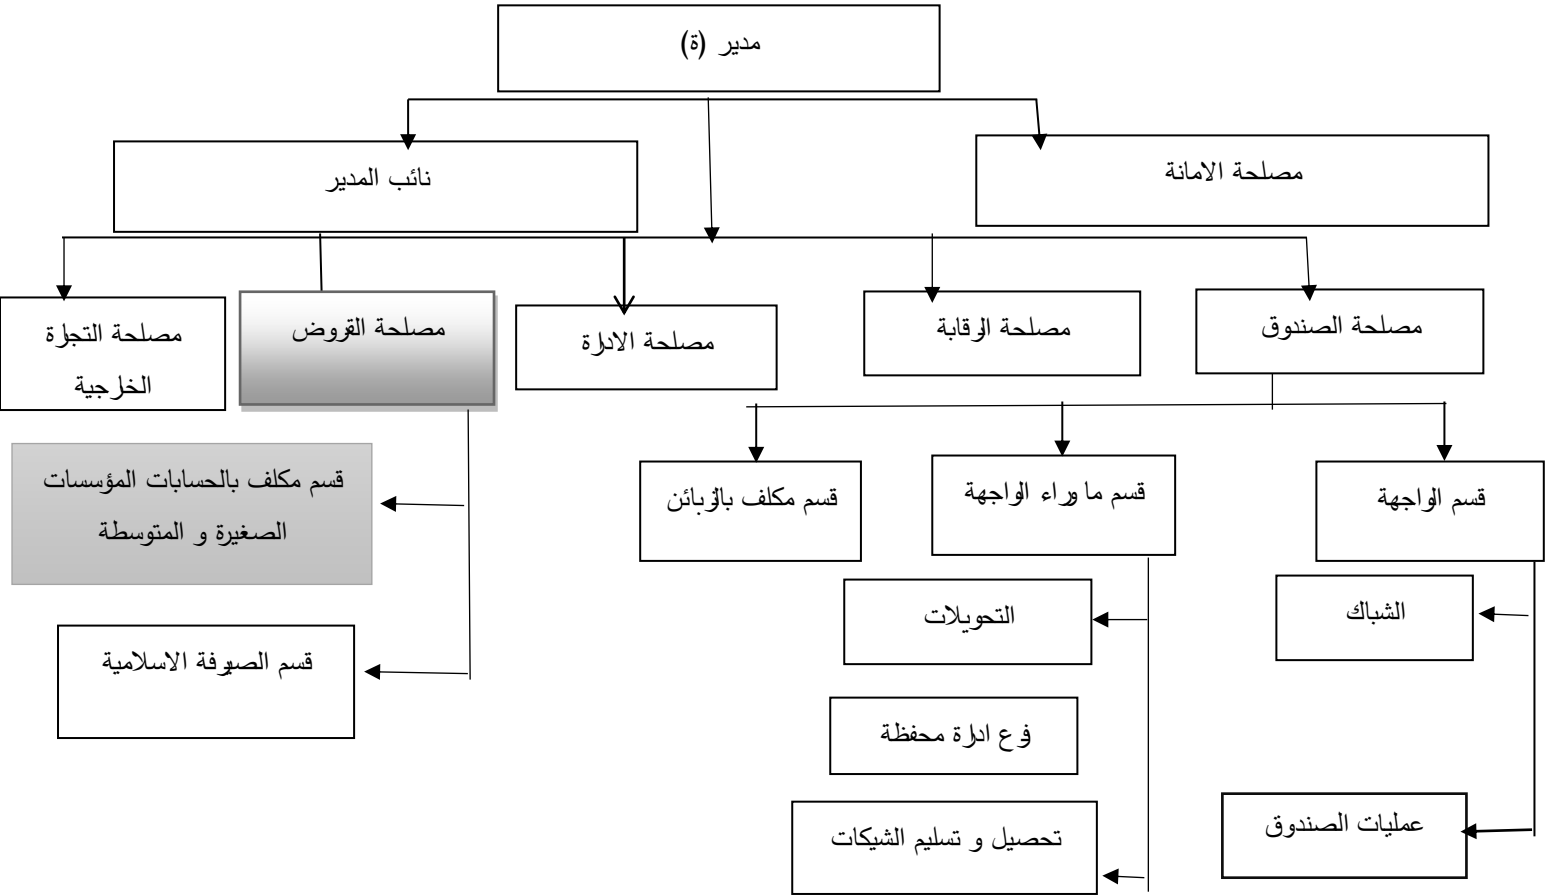 مدير (ة)
مصلحة الامانة
نائب المدير
مصلحة الصندوق
مصلحة الرقابة
مصلحة الادارة
مصلحة القروض
مصلحة التجارة
الخارجية
قسم الواجهة
قسم ما وراء الواجهة
قسم مكلف بالزبائن
قسم مكلف بالحسابات المؤسسات
الصغيرة و المتوسطة
الشباك
التحويلات
قسم الصيرفة الاسلامية
فرع ادارة محفظة
عمليات الصندوق
تحصيل و تسليم الشيكات